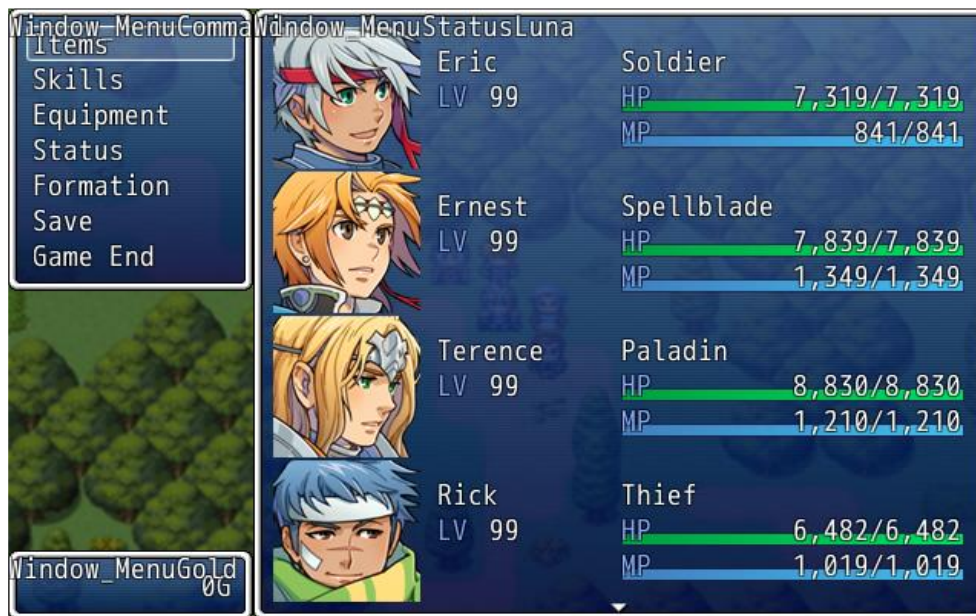 Window_MenuComma
Items
Skills
Equipment
Status
Formation
Save
Game End
Window_MenuGold
0G
Window_MenuStatusLuna
Eric Soldier
LV 99 HP 7,319/7,319
MP 841/841
Ernest Spellblade
LV 99 HP 7,839/7,839
MP 1,349/1,349
Terence Paladin
LV 99 HP 8,830/8,830
MP 1,210/1,210
Rick Thief
LV 99 HP 6,482/6,482
MP 1,019/1,019